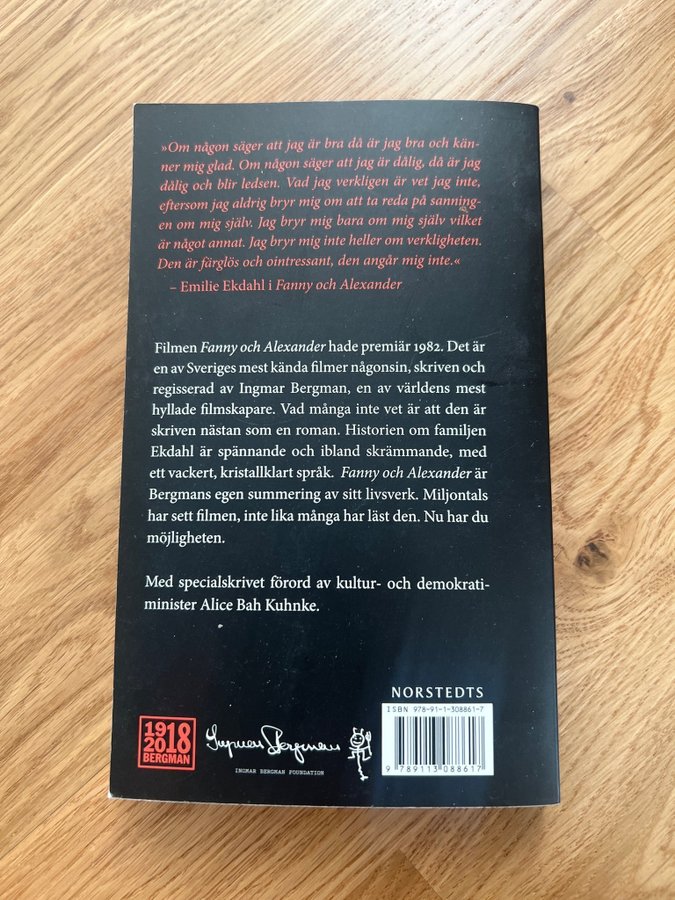 »Om någon säger att jag är bra då är jag bra och kän-
ner mig glad. Om någon säger att jag är dålig, då är jag
dålig och blir ledsen. Vad jag verkligen är vet jag inte,
eftersom jag aldrig bryr mig om att ta reda på sanning-
en om mig själv. Jag bryr mig bara om mig själv vilket
är något annat. Jag bryr mig inte heller om verkligheten.
Den är färglös och ointressant, den angår mig inte.«
– Emilie Ekdahl i Fanny och Alexander
Filmen Fanny och Alexander hade premiär 1982. Det är
en av Sveriges mest kända filmer någonsin, skriven och
regisserad av Ingmar Bergman, en av världens mest
hyllade filmskapare. Vad många inte vet är att den är
skriven nästan som en roman. Historien om familjen
Ekdahl är spännande och ibland skrämmande, med
ett vackert, kristallklart språk. Fanny och Alexander är
Bergmans egen summering av sitt livsverk. Miljontals
har sett filmen, inte lika många har läst den. Nu har du
möjligheten.
Med specialskrivet förord av kultur- och demokrati-
minister Alice Bah Kuhnke.
NORSTEDTS
ISBN 978-91-1-308861-7
9 789113 088617
1918
2018
BERGMAN
Ingmar Bergman
INGMAR BERGMAN FOUNDATION